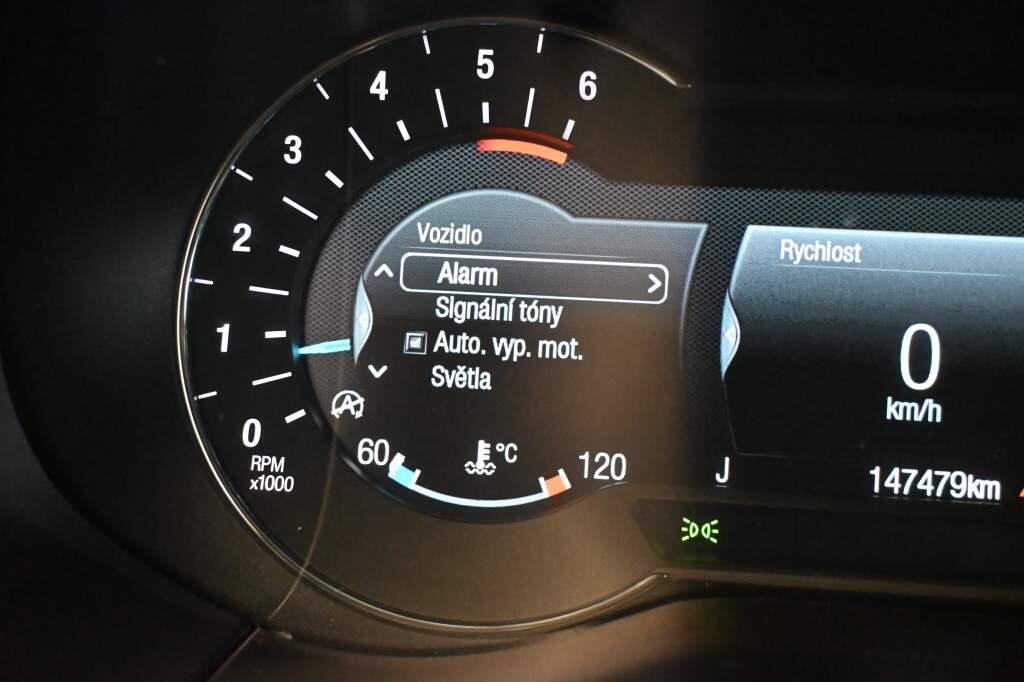 6
5
4
3
2
1
0
RPM
x1000
Vozidlo
Alarm
Signální tóny
Auto. vyp. mot.
Světla
A
60
°C
120
Rychlost
0
km/h
J
147479km